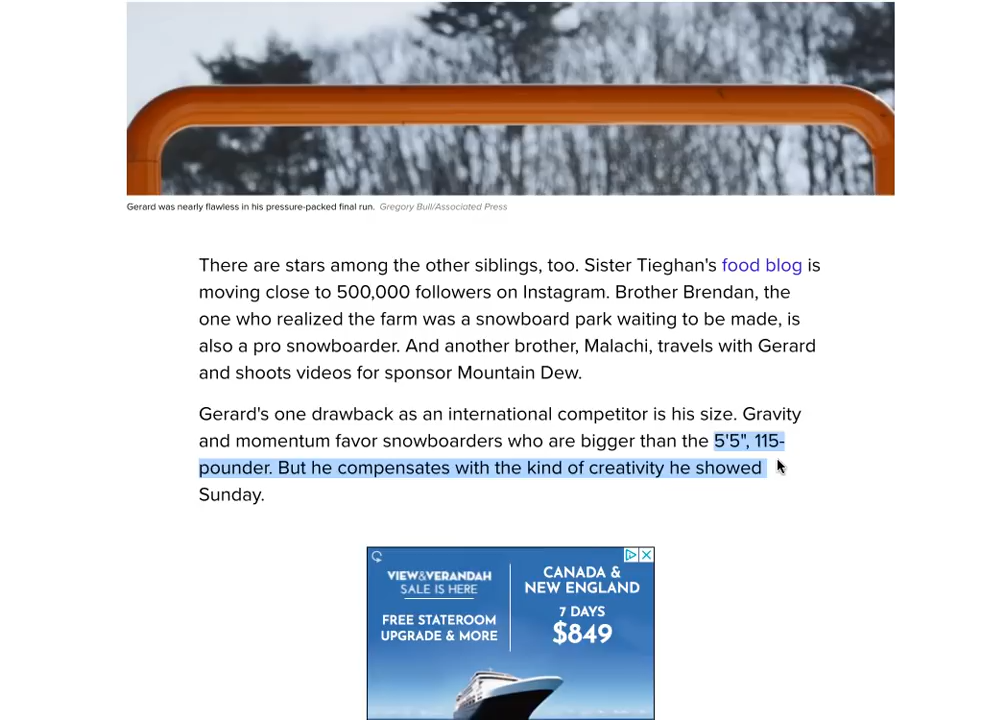 Gerard was nearly flawless in his pressure-packed final run. Gregory Bull/Associated Press
There are stars among the other siblings, too. Sister Tieghan's food blog is
moving close to 500,000 followers on Instagram. Brother Brendan, the
one who realized the farm was a snowboard park waiting to be made, is
also a pro snowboarder. And another brother, Malachi, travels with Gerard
and shoots videos for sponsor Mountain Dew.
Gerard's one drawback as an international competitor is his size. Gravity
and momentum favor snowboarders who are bigger than the 5'5", 115-
pounder. But he compensates with the kind of creativity he showed
Sunday.
VIEW&VERANDAH
SALE IS HERE
FREE STATEROOM
UPGRADE & MORE
CANADA &
NEW ENGLAND
7 DAYS
$849